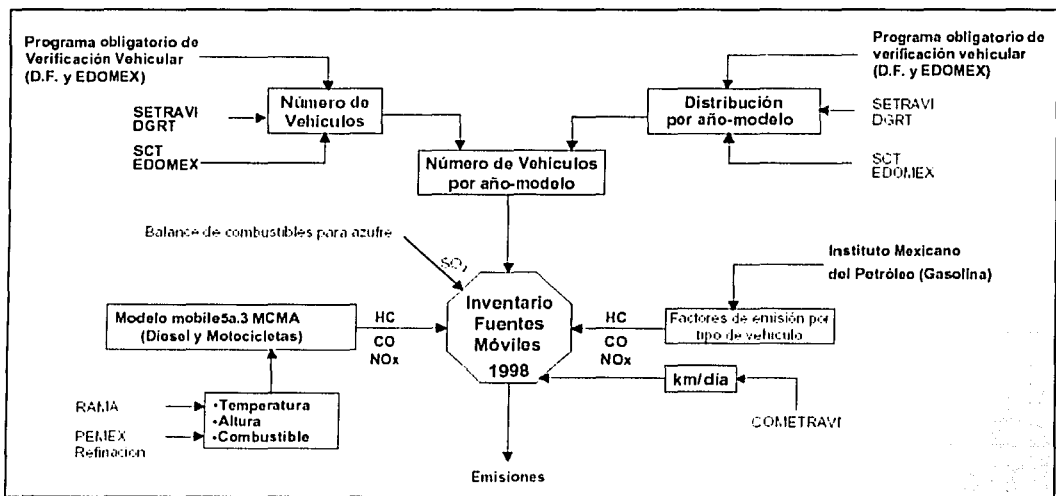 Programa obligatorio de
Verificación Vehicular
(D.F. y EDOMEX)
SETRAVI
DGRT
SCT
EDOMEX
Número de
Vehículos
Programa obligatorio de
verificación vehicular
(D.F. y EDOMEX)
Distribución
por año-modelo
SETRAVI
DGRT
SCT
EDOMEX
Número de Vehículos
por año-modelo
Balance de combustibles para azufre
Instituto Mexicano
del Petróleo (Gasolina)
Modelo mobile5a.3 MCMA
(Diesel y Motocicletas)
HC
CO
NOx
Inventario
Fuentes
Móviles
1998
HC
CO
NOx
Factores de emisión por
tipo de vehículo
km/día
COMETRAVI
RAMA
PEMEX
Refinación
•Temperatura
•Altura
•Combustible
Emisiones